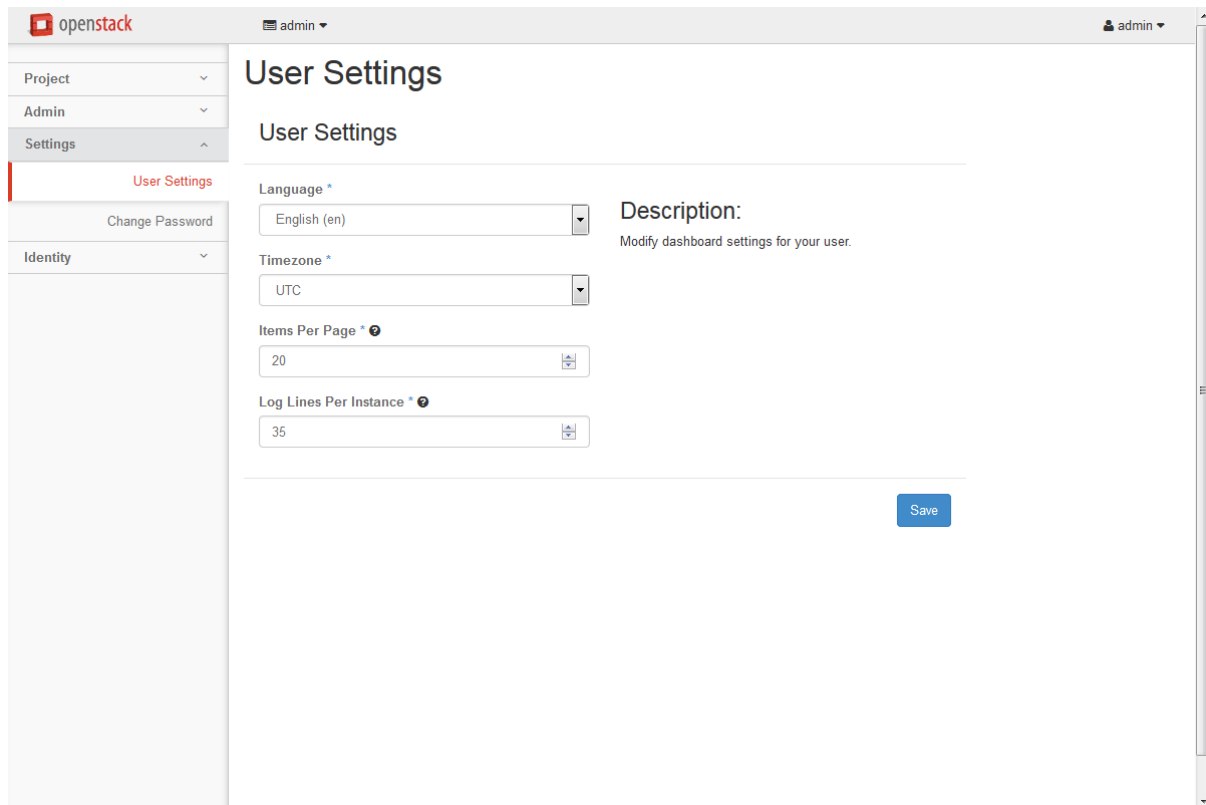 openstack
admin
admin
Project
Admin
Settings
User Settings
Change Password
Identity
User Settings
User Settings
Language *
English (en)
Timezone *
UTC
Items Per Page *
20
Log Lines Per Instance *
35
Description:
Modify dashboard settings for your user.
Save